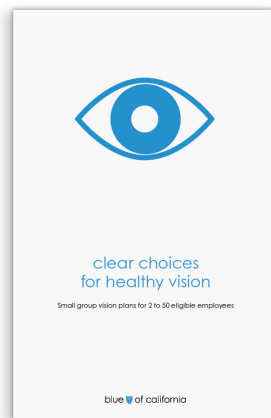 clear choices
for healthy vision
Small group vision plans for 2 to 50 eligible employees
blue of california